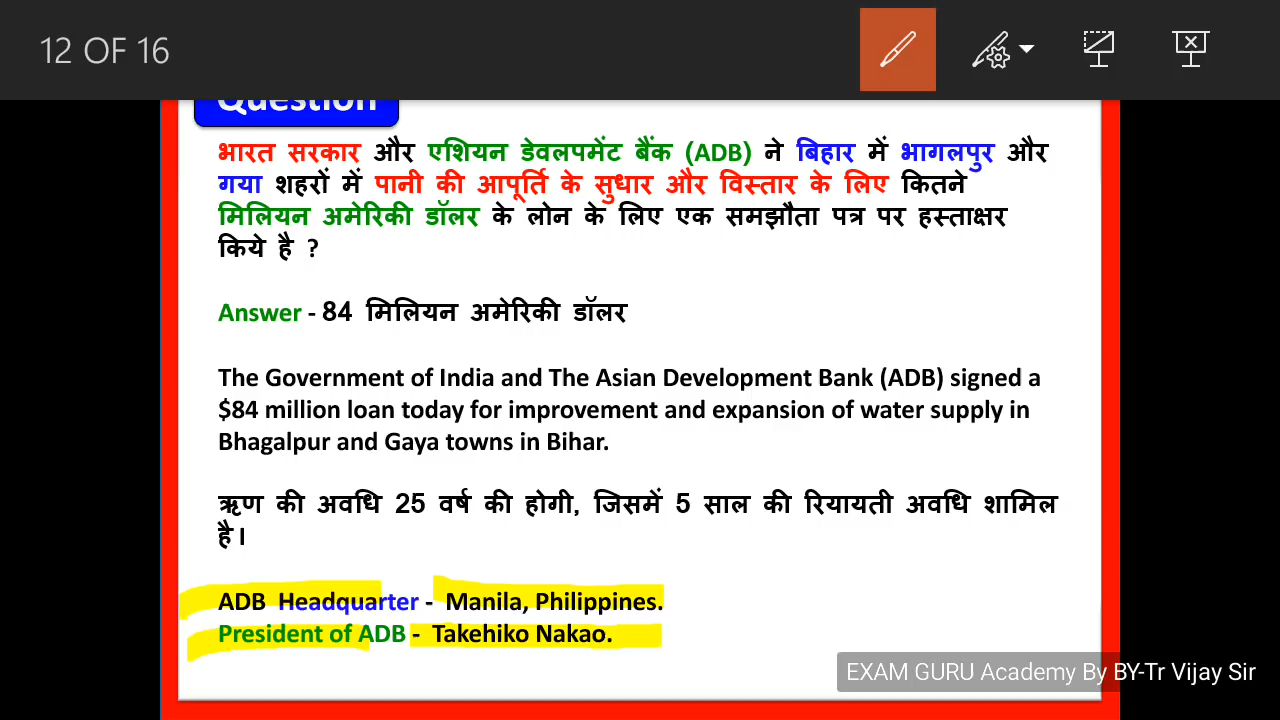 12 OF 16
Question
भारत सरकार और एशियन डेवलपमेंट बैंक (ADB) ने बिहार में भागलपुर और
गया शहरों में पानी की आपूर्ति के सुधार और विस्तार के लिए कितने
मिलियन अमेरिकी डॉलर के लोन के लिए एक समझौता पत्र पर हस्ताक्षर
किये है ?
Answer - 84 मिलियन अमेरिकी डॉलर
The Government of India and The Asian Development Bank (ADB) signed a
$84 million loan today for improvement and expansion of water supply in
Bhagalpur and Gaya towns in Bihar.
ऋण की अवधि 25 वर्ष की होगी, जिसमें 5 साल की रियायती अवधि शामिल
है।
ADB Headquarter - Manila, Philippines.
President of ADB - Takehiko Nakao.
EXAM GURU Academy By BY-Tr Vijay Sir